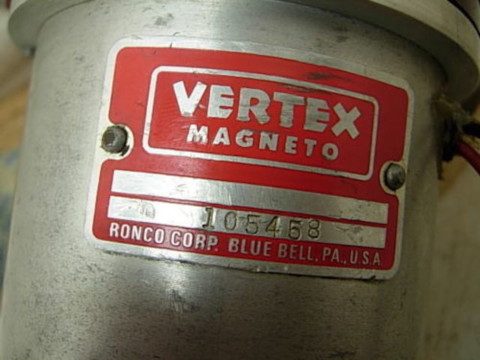 VERTEX
MAGNETO
105468
RONCO CORP. BLUE BELL, PA., U.S.A